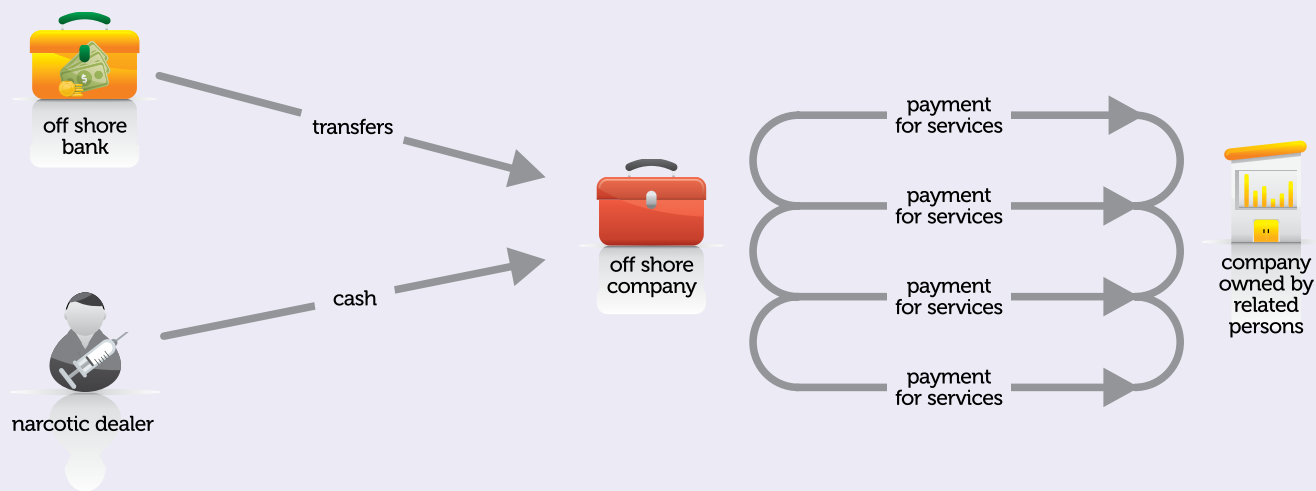 off shore
bank
transfers
narcotic dealer
cash
off shore
company
payment
for services
payment
for services
payment
for services
payment
for services
company
owned by
related
persons